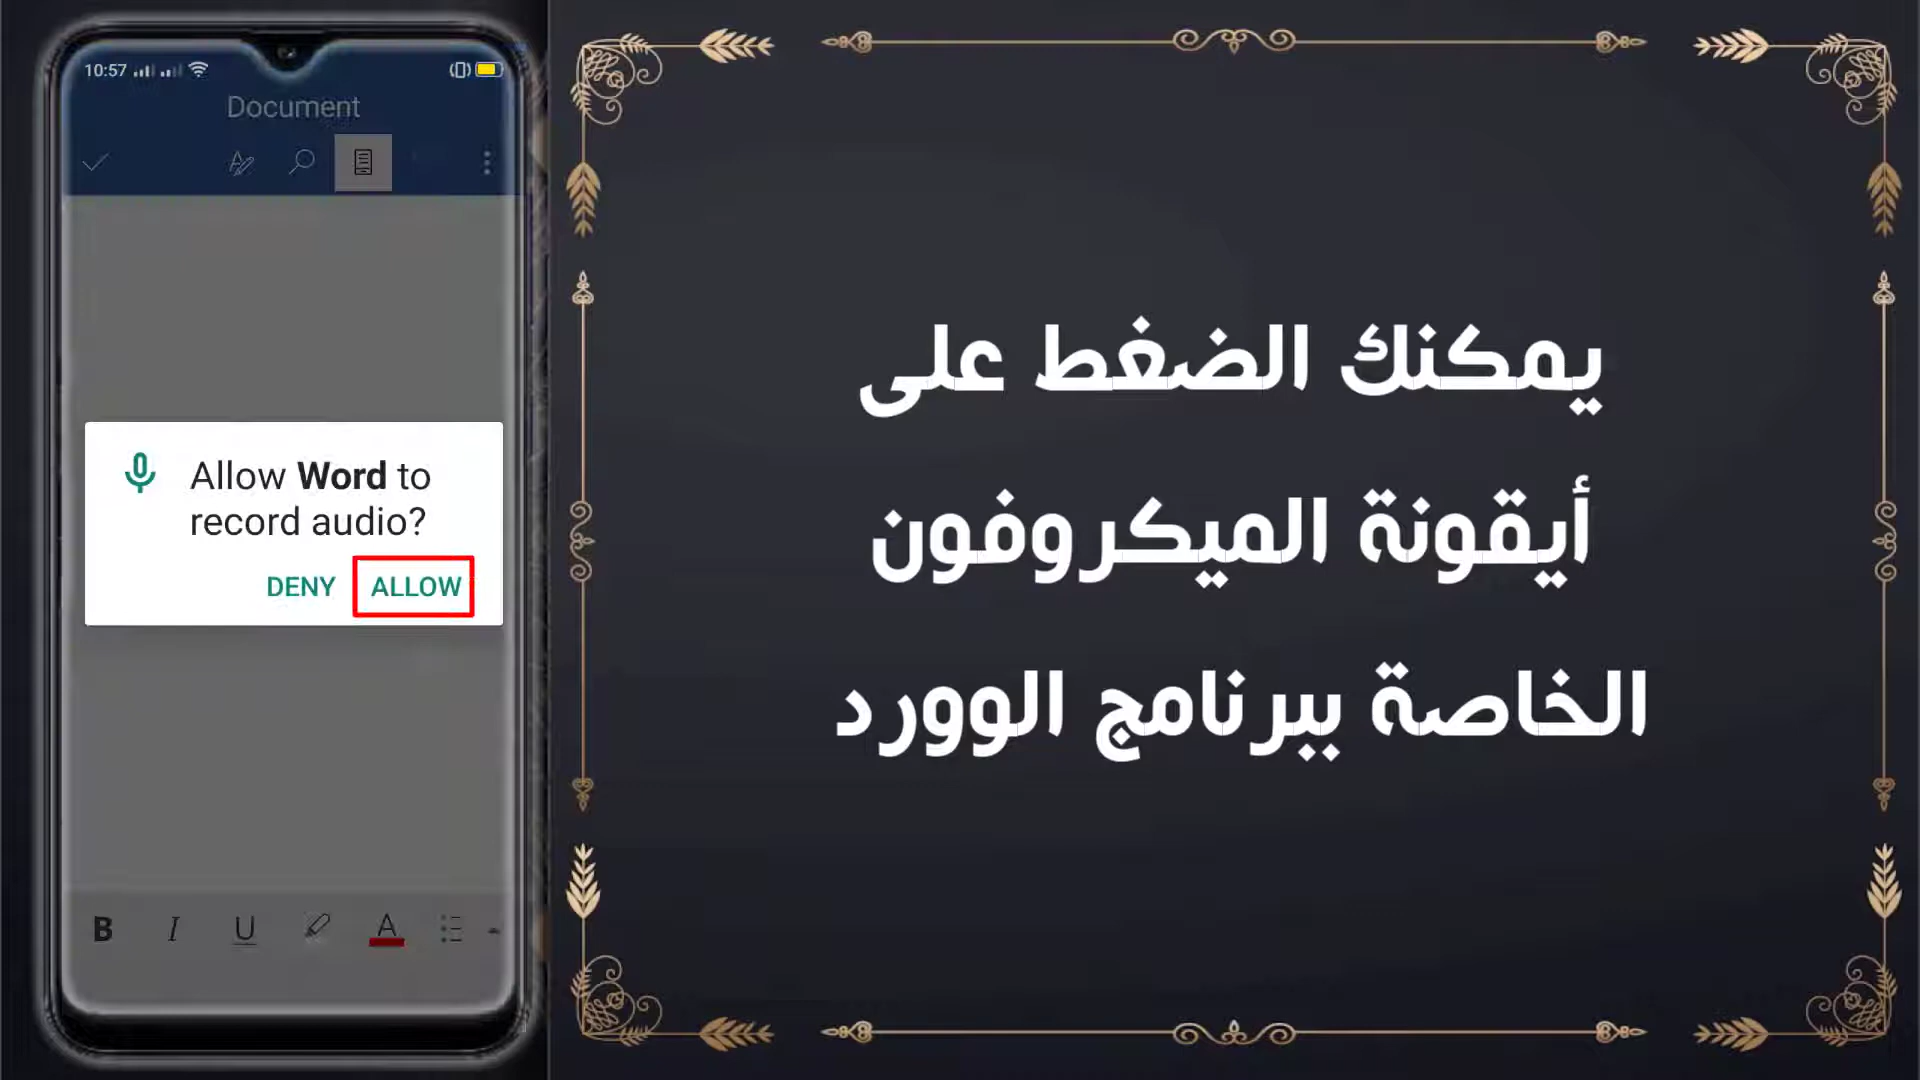 10:57
Document
Allow Word to
record audio?
DENY ALLOW
B I U A
يمكنك الضغط على
أيقونة الميكروفون
الخاصة ببرنامج الوورد